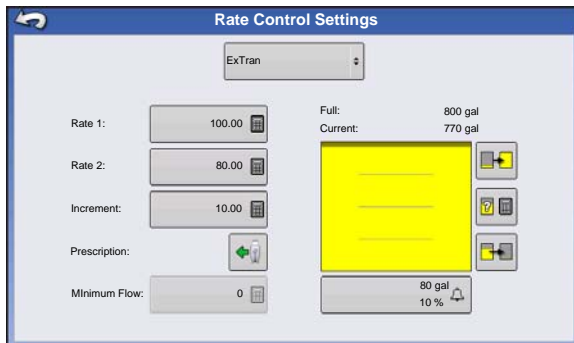 Rate Control Settings
ExTran
Rate 1: 100.00
Rate 2: 80.00
Increment: 10.00
Prescription:
MInimum Flow: 0
Full: 800 gal
Current: 770 gal
?
80 gal
10 %